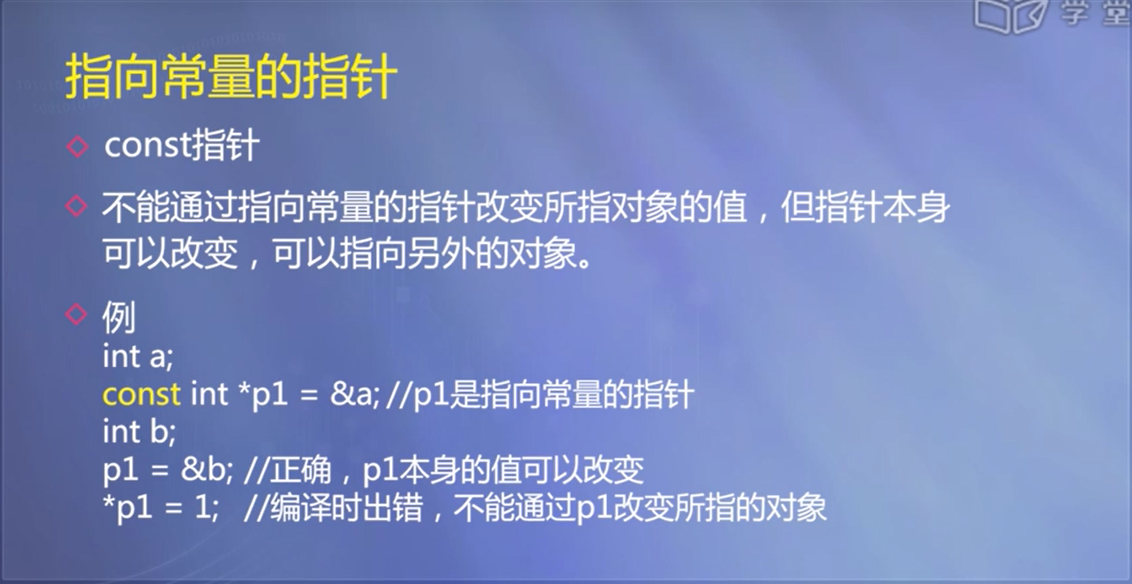 学堂
指向常量的指针
const指针
不能通过指向常量的指针改变所指对象的值，但指针本身
可以改变，可以指向另外的对象。
例
int a;
const int *p1 = &a; //p1是指向常量的指针
int b;
p1 = &b; //正确，p1本身的值可以改变
*p1 = 1; //编译时出错，不能通过p1改变所指的对象